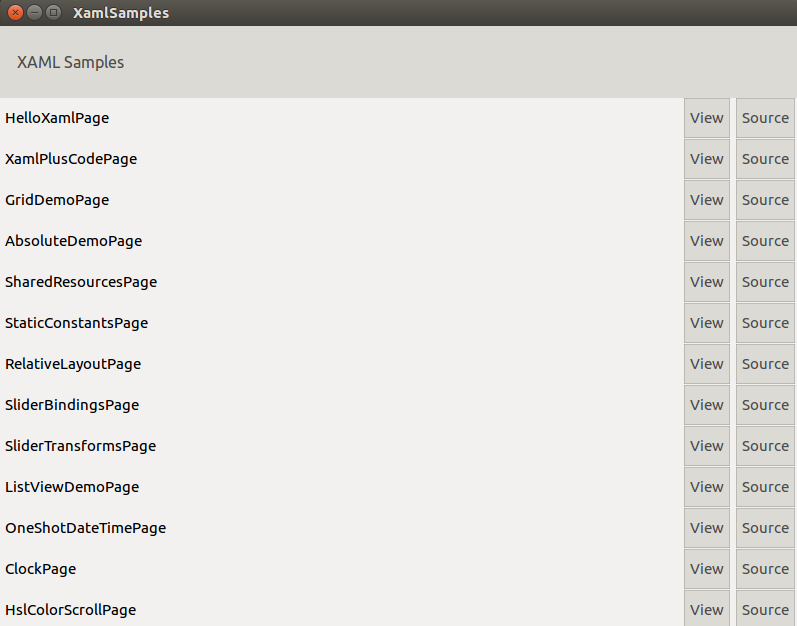 XamlSamples
XAML Samples
HelloXamlPage View Source
XamlPlusCodePage View Source
GridDemoPage View Source
AbsoluteDemoPage View Source
SharedResourcesPage View Source
StaticConstantsPage View Source
RelativeLayoutPage View Source
SliderBindingsPage View Source
SliderTransformsPage View Source
ListViewDemoPage View Source
OneShotDateTimePage View Source
ClockPage View Source
HslColorScrollPage View Source